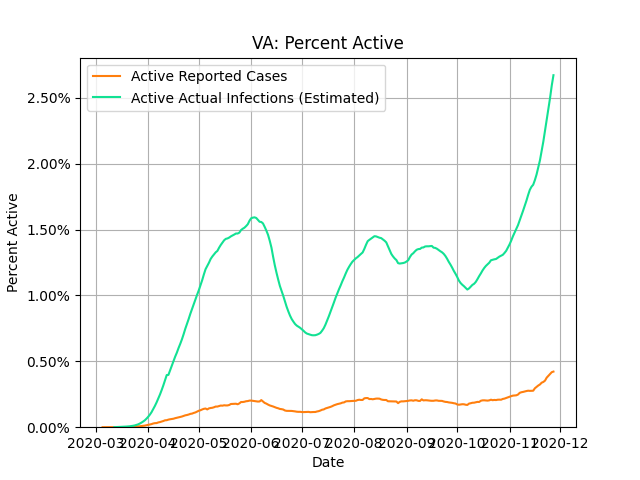 VA: Percent Active
Active Reported Cases
Active Actual Infections (Estimated)
Percent Active
2.50%
2.00%
1.50%
1.00%
0.50%
0.00%
2020-03 2020-04 2020-05 2020-06 2020-07 2020-08 2020-09 2020-10 2020-11 2020-12
Date